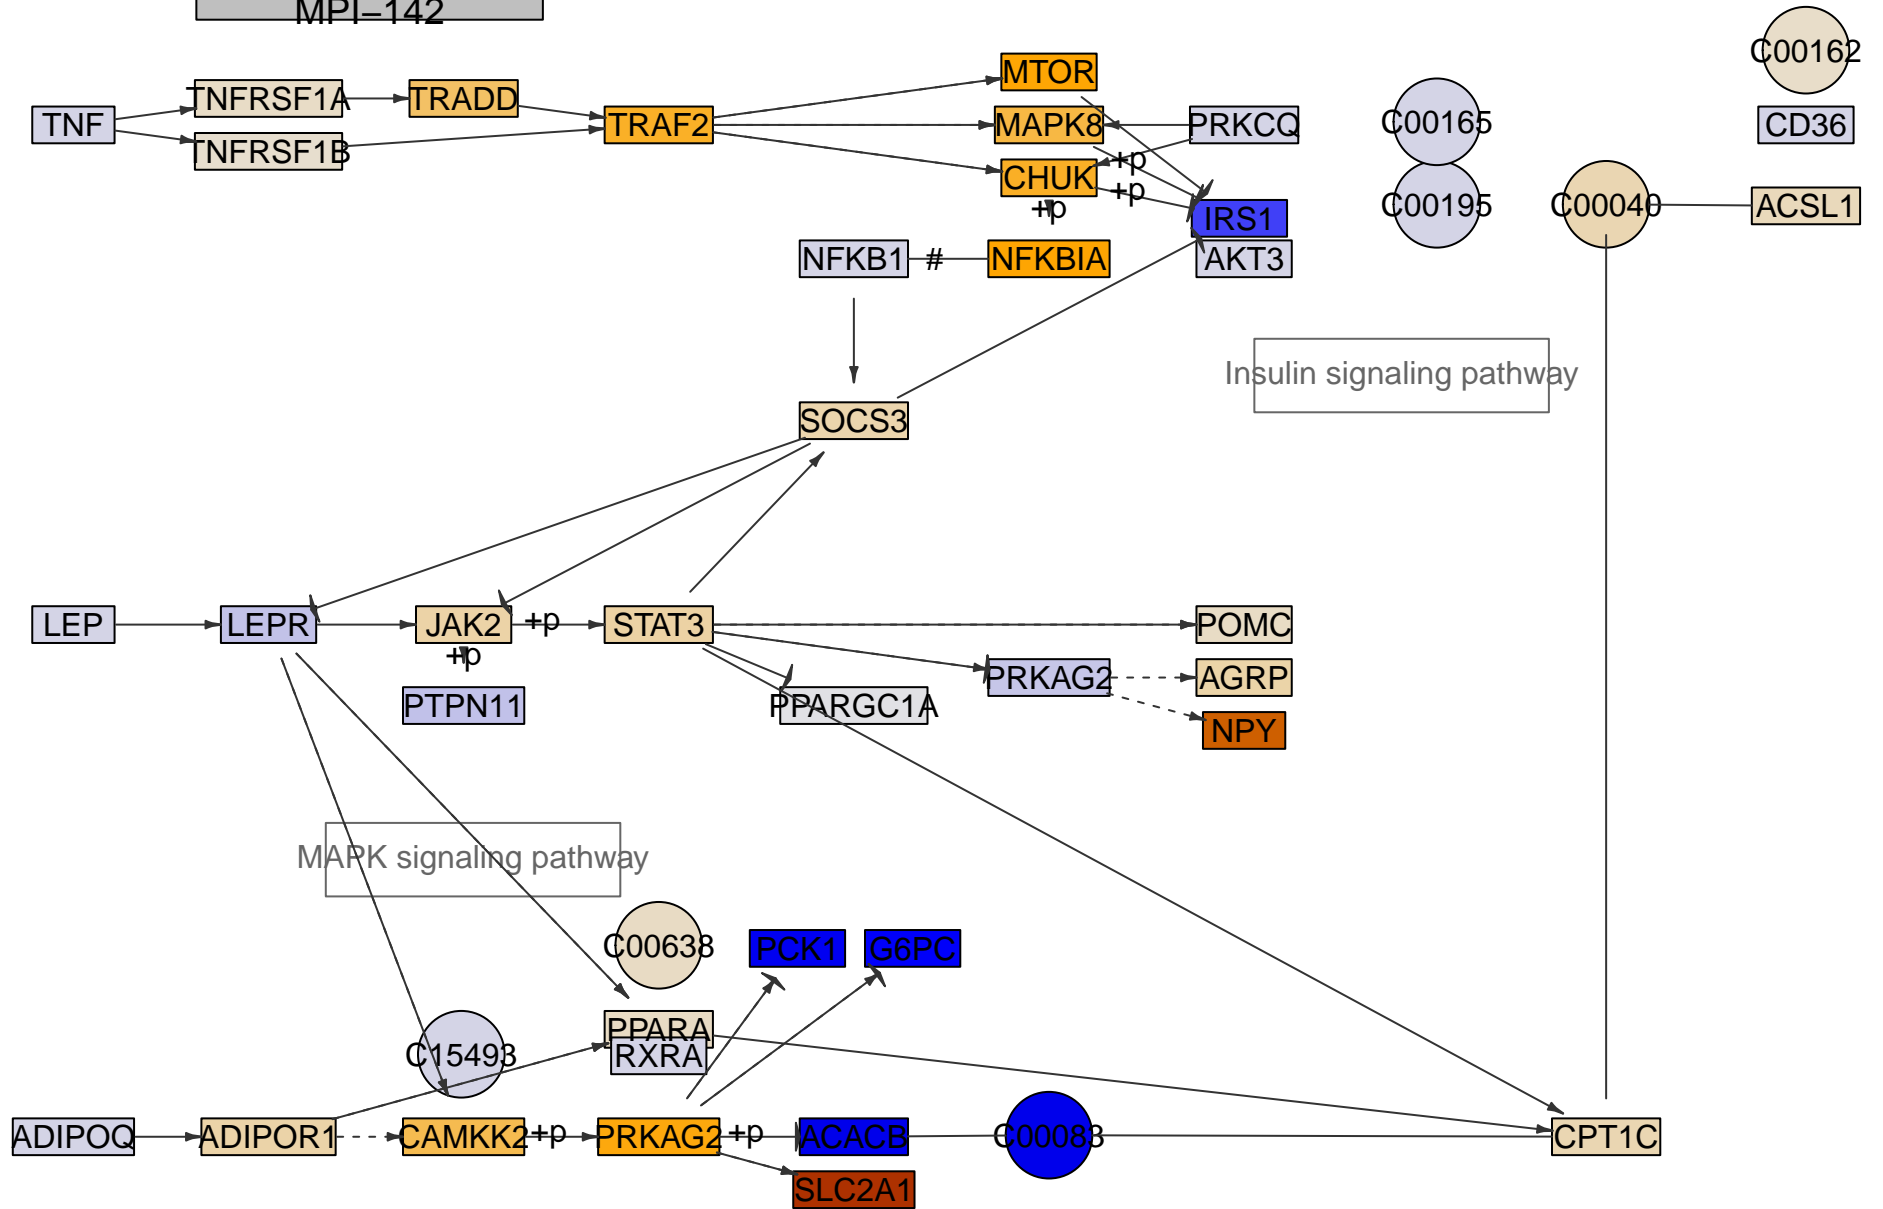 MPI–142
C00162
MTOR
TNFRSF1A
TRADD
TNF
TRAF2
MAPK8
PRKCQ
C00165
CD36
TNFRSF1B
+p
CHUK
+p
+p
IRS1
C00195
C00040
ACSL1
NFKB1
#
NFKBIA
AKT3
Insulin signaling pathway
SOCS3
LEP
LEPR
JAK2
+p
STAT3
POMC
+p
PRKAG2
AGRP
PTPN11
PPARGC1A
NPY
MAPK signaling pathway
C00638
PCK1
G6PC
PPARA
C15493
RXRA
ADIPOQ
ADIPOR1
CAMKK2
+p
PRKAG2
+p
ACACB
C00083
CPT1C
SLC2A1